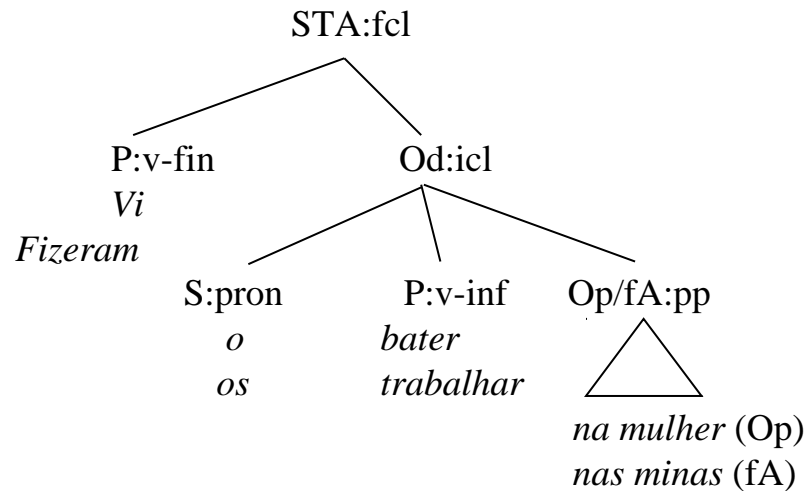 STA:fcl
P:v-fin Od:icl
Vi
Fizeram
S:pron P:v-inf Op/fA:pp
o bater
os trabalhar
na mulher (Op)
nas minas (fA)